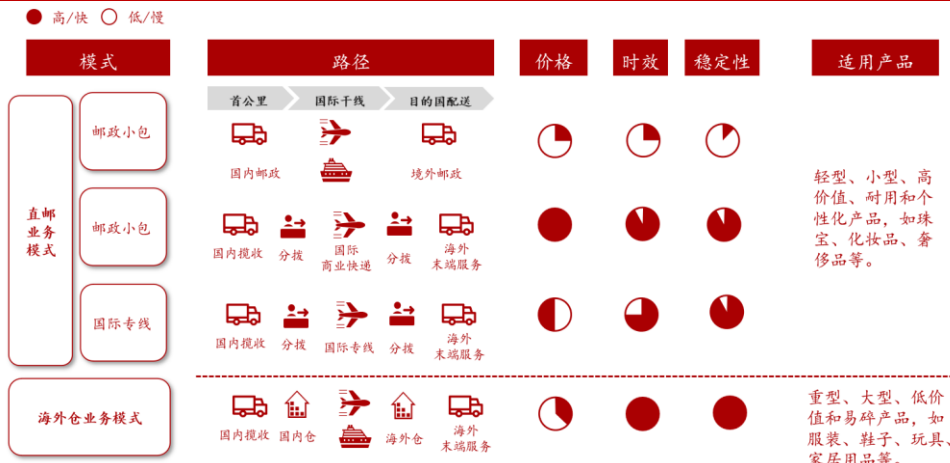 高/快 低/慢
模式 路径 价格 时效 稳定性 适用产品
首公里 国际干线 目的国配送
直邮
业务
模式
邮政小包
国内邮政 境外邮政
邮政小包
国内揽收 分拨 国际
商业快递 分拨 海外
末端服务
国际专线
国内揽收 分拨 国际专线 分拨 海外
末端服务
轻型、小型、高
价值、耐用和个
性化产品，如珠
宝、化妆品、奢
侈品等。
海外仓业务模式
国内揽收 国内仓 海外仓 海外
末端服务
重型、大型、低价
值和易碎产品，如
服装、鞋子、玩具、
家居用品等。